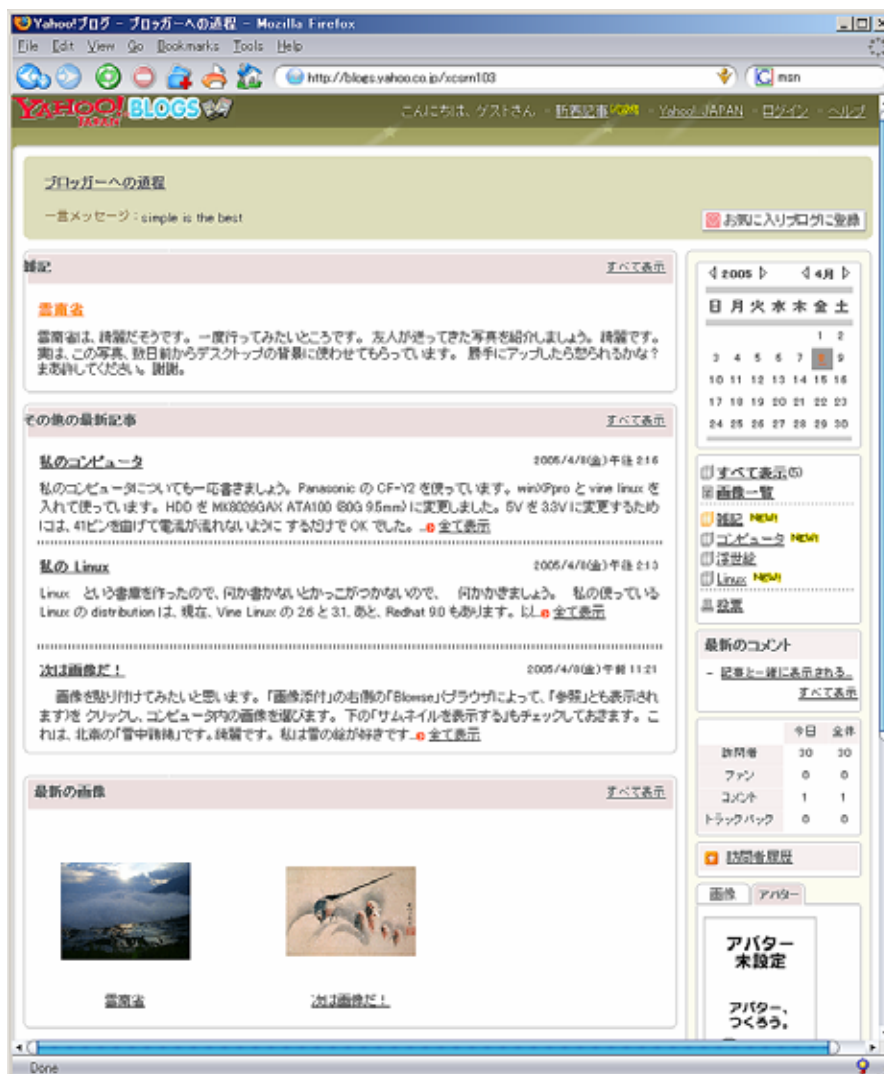 Yahoo!ブログ - ブロッガーへの道程 - Mozilla Firefox
File Edit View Go Bookmarks Tools Help
http://blogs.yahoo.co.jp/xcsm103
msn
YAHOO! JAPAN BLOGS
こんにちは、ゲストさん - 新着記事 - Yahoo! JAPAN - ログイン - ヘルプ
ブロッガーへの道程
一言メッセージ：simple is the best
お気に入りブログに登録
雑記 すべて表示
雲南省
雲南省は、綺麗だそうです。一度行ってみたいところです。 友人が送ってきた写真を紹介しましょう。綺麗です。
実は、この写真、数日前からデスクトップの背景に使わせてもらっています。 勝手にアップしたら怒られるかな？
まあ許してください。謝謝。
その他の最新記事 すべて表示
私のコンピュータ 2005/4/8(金) 午後 2:16
私のコンピュータについても一応書きましょう。Panasonic の CF-Y2 を使っています。winXPpro と vine linux を
入れて使っています。HDD を MK8026GAX ATA100 (80G 9.5mm)に変更しました。5V を 3.3V に変更するため
には、41ピンを曲げて電流が流れないように するだけで OK でした。... 全て表示
私の Linux 2005/4/8(金) 午後 2:13
Linux という書庫を作ったので、何か書かないとかっこがつかないので、 何かかきましょう。 私の使っている
Linux の distribution は、現在、Vine Linux の 2.6 と 3.1、あと、Redhat 9.0 もあります。以... 全て表示
次は画像だ！ 2005/4/8(金) 午前 11:21
画像を貼り付けてみたいと思います。「画像添付」の右側の「Blowse」(ブラウザによって、「参照」とも表示され
ます)を クリックし、コンピュータ内の画像を選びます。 下の「サムネイルを表示する」もチェックしておきます。 こ
れは、北斎の「雪中」です。綺麗です。私は雪の絵が好きです... 全て表示
最新の画像 すべて表示
雲南省 次は画像だ！
2005 4月
日 月 火 水 木 金 土
1 2
3 4 5 6 7 8 9
10 11 12 13 14 15 16
17 18 19 20 21 22 23
24 25 26 27 28 29 30
すべて表示(5)
画像一覧
雑記 NEW!
コンピュータ NEW!
浮世絵
Linux NEW!
投票
最新のコメント
- 記事と一緒に表示される...
すべて表示
今日 全体
訪問者 30 30
ファン 0 0
コメント 1 1
トラックバック 0 0
訪問者履歴
画像 アバター
アバター
未設定
アバター、
つくろう。
Done